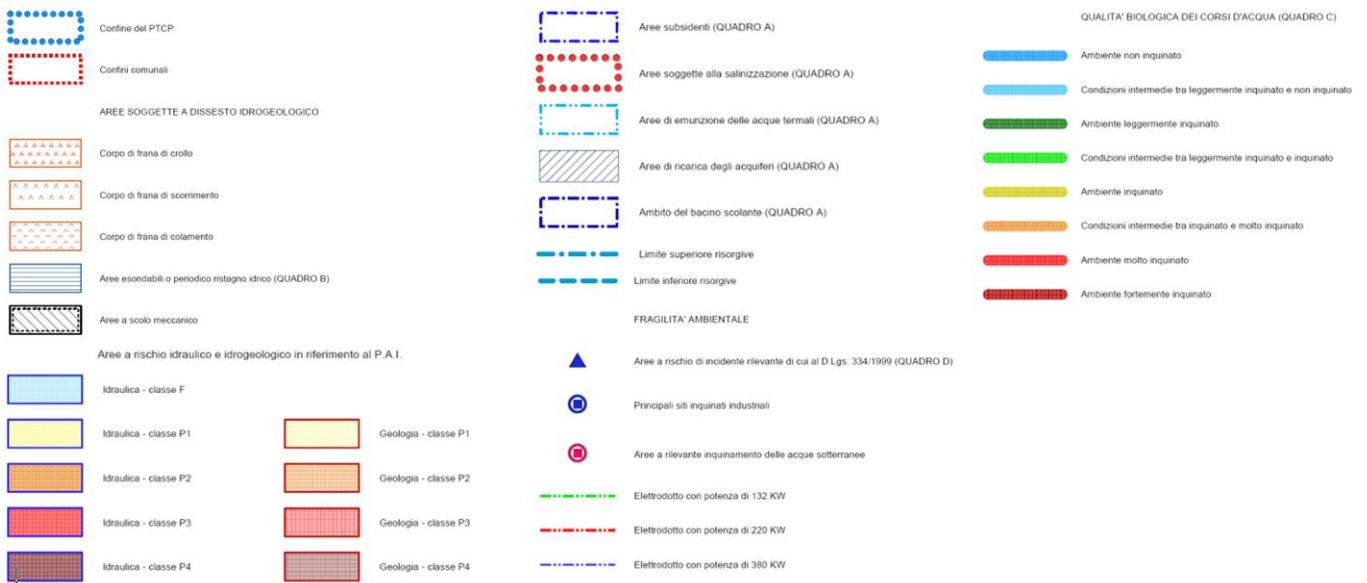 Confine del PTCP
Confini comunali
AREE SOGGETTE A DISSESTO IDROGEOLOGICO
Corpo di frana di crollo
Corpo di frana di scorrimento
Corpo di frana di colamento
Aree esondabili o periodico ristagno idrico (QUADRO B)
Aree a scolo meccanico
Aree a rischio idraulico e idrogeologico in riferimento al P.A.I.
Idraulica - classe F
Idraulica - classe P1
Idraulica - classe P2
Idraulica - classe P3
Idraulica - classe P4
Geologia - classe P1
Geologia - classe P2
Geologia - classe P3
Geologia - classe P4
Aree subsidenti (QUADRO A)
Aree soggette alla salinizzazione (QUADRO A)
Aree di emunzione delle acque termali (QUADRO A)
Aree di ricarica degli acquiferi (QUADRO A)
Ambito del bacino scolante (QUADRO A)
Limite superiore risorgive
Limite inferiore risorgive
FRAGILITA' AMBIENTALE
Aree a rischio di incidente rilevante di cui al D.Lgs. 334/1999 (QUADRO D)
Principali siti inquinati industriali
Aree a rilevante inquinamento delle acque sotterranee
Elettrodotto con potenza di 132 KW
Elettrodotto con potenza di 220 KW
Elettrodotto con potenza di 380 KW
QUALITA' BIOLOGICA DEI CORSI D'ACQUA (QUADRO C)
Ambiente non inquinato
Condizioni intermedie tra leggermente inquinato e non inquinato
Ambiente leggermente inquinato
Condizioni intermedie tra leggermente inquinato e inquinato
Ambiente inquinato
Condizioni intermedie tra inquinato e molto inquinato
Ambiente molto inquinato
Ambiente fortemente inquinato